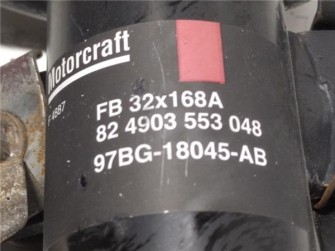 Motorcraft
FB 32x168A
82 4903 553 048
97BG-18045-AB